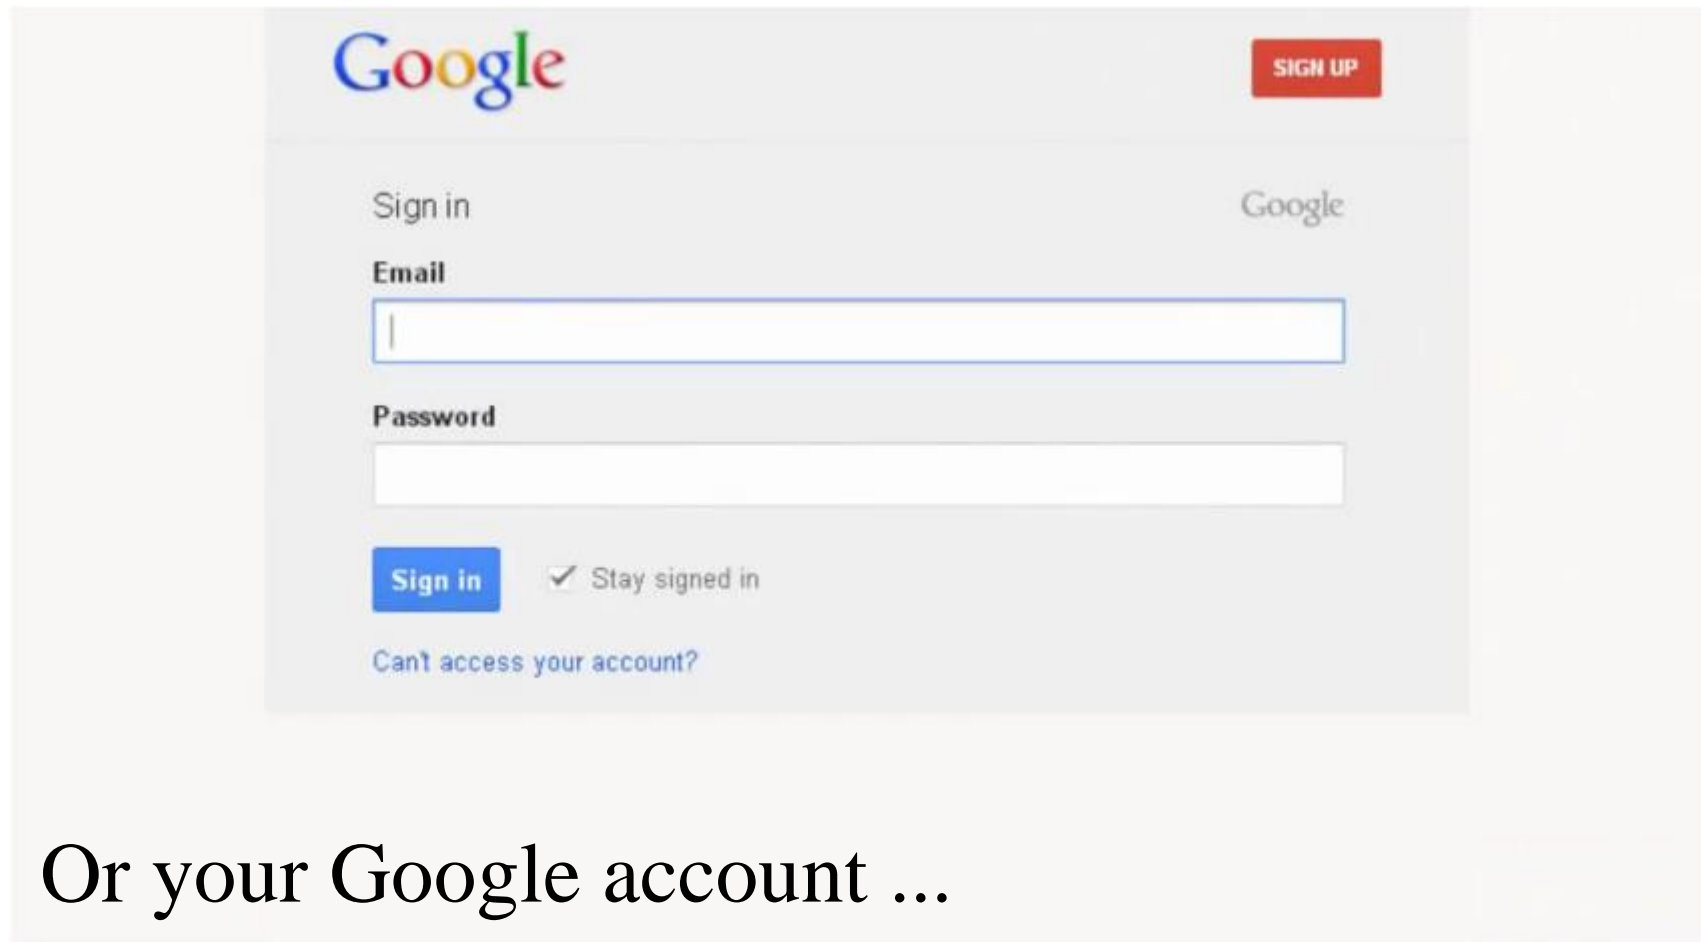 Google
SIGN UP
Sign in
Google
Email
Password
Sign in
Stay signed in
Can't access your account?
Or your Google account ...